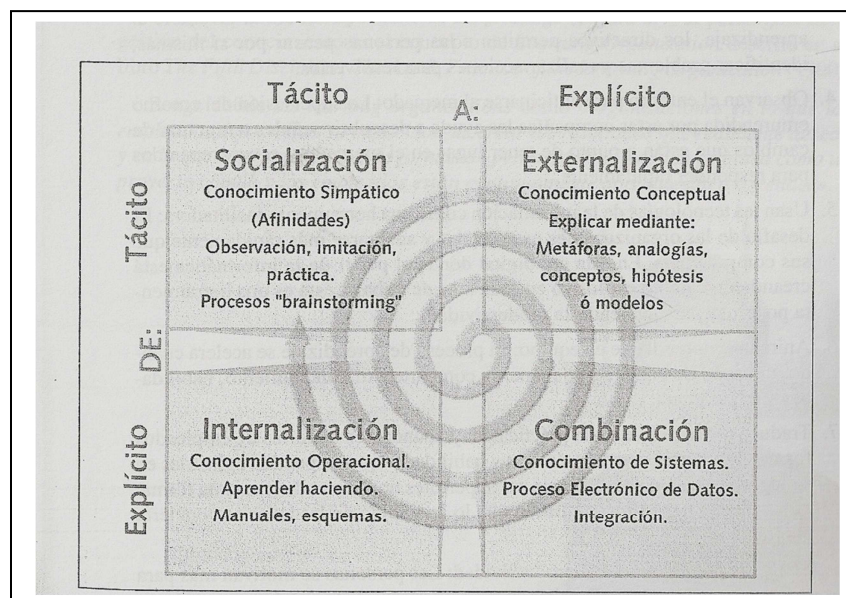 Tácito
A:
Explícito
DE:
Tácito
Socialización
Conocimiento Simpático
(Afinidades)
Observación, imitación,
práctica.
Procesos "brainstorming"
Externalización
Conocimiento Conceptual
Explicar mediante:
Metáforas, analogías,
conceptos, hipótesis
ó modelos
Explícito
Internalización
Conocimiento Operacional.
Aprender haciendo.
Manuales, esquemas.
Combinación
Conocimiento de Sistemas.
Proceso Electrónico de Datos.
Integración.